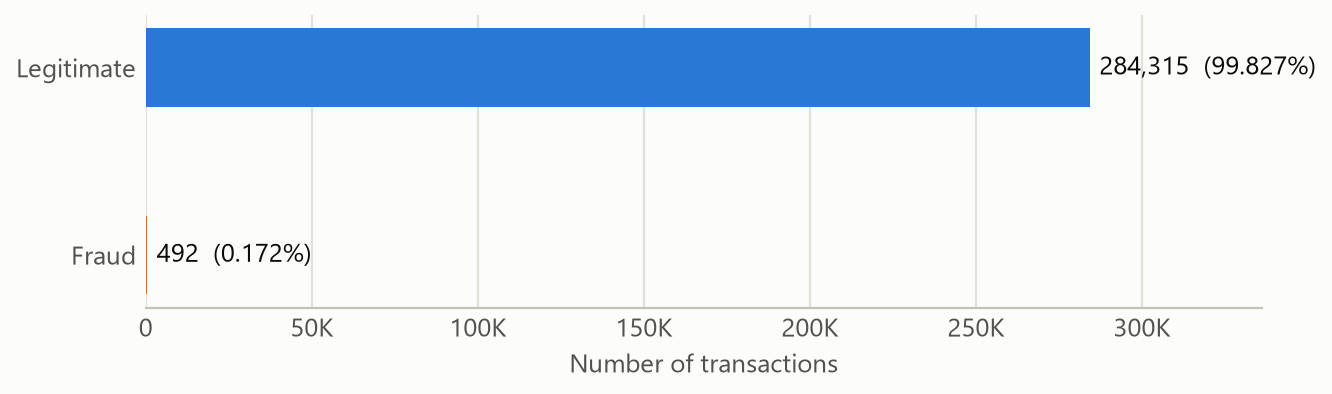 Legitimate 284,315 (99.827%)
Fraud 492 (0.172%)
0 50K 100K 150K 200K 250K 300K
Number of transactions